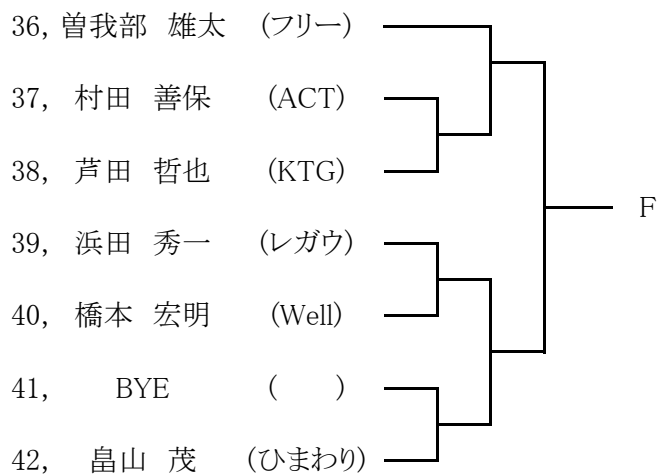 36, 曽我部 雄太 (フリー)
37, 村田 善保 (ACT)
38, 芦田 哲也 (KTG)
F
39, 浜田 秀一 (レガウ)
40, 橋本 宏明 (Well)
41, BYE ( )
42, 畠山 茂 (ひまわり)